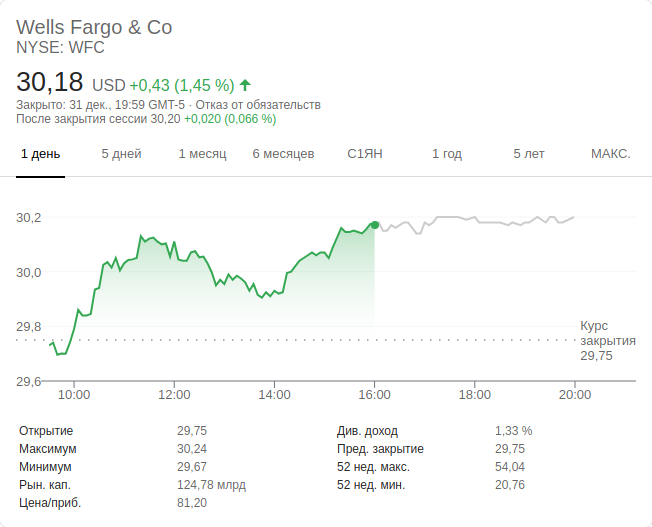 Wells Fargo & Co
NYSE: WFC
30,18 USD +0,43 (1,45 %)
Закрыто: 31 дек., 19:59 GMT-5 · Отказ от обязательств
После закрытия сессии 30,20 +0,020 (0,066 %)
1 день 5 дней 1 месяц 6 месяцев С1ЯН 1 год 5 лет МАКС.
30,2
30,0
29,8
Курс
закрытия
29,75
29,6
10:00 12:00 14:00 16:00 18:00 20:00
Открытие 29,75 Див. доход 1,33 %
Максимум 30,24 Пред. закрытие 29,75
Минимум 29,67 52 нед. макс. 54,04
Рын. кап. 124,78 млрд 52 нед. мин. 20,76
Цена/приб. 81,20